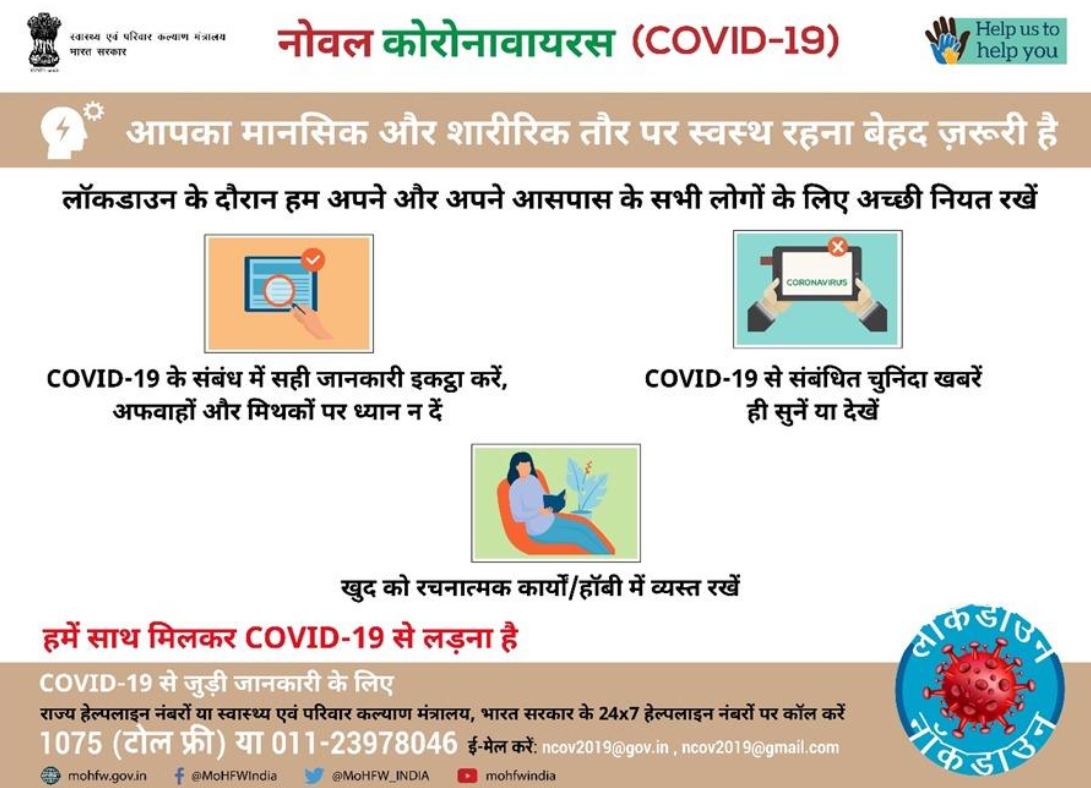 स्वास्थ्य एवं परिवार कल्याण मंत्रालय
भारत सरकार
नोवल कोरोनावायरस (COVID-19)
Help us to
help you
आपका मानसिक और शारीरिक तौर पर स्वस्थ रहना बेहद ज़रूरी है
लॉकडाउन के दौरान हम अपने और अपने आसपास के सभी लोगों के लिए अच्छी नियत रखें
CORONAVIRUS
COVID-19 के संबंध में सही जानकारी इकट्ठा करें,
अफवाहों और मिथकों पर ध्यान न दें
COVID-19 से संबंधित चुनिंदा खबरें
ही सुनें या देखें
खुद को रचनात्मक कार्यों/हॉबी में व्यस्त रखें
हमें साथ मिलकर COVID-19 से लड़ना है
लॉकडाउन
नॉकडाउन
COVID-19 से जुड़ी जानकारी के लिए
राज्य हेल्पलाइन नंबरों या स्वास्थ्य एवं परिवार कल्याण मंत्रालय, भारत सरकार के 24x7 हेल्पलाइन नंबरों पर कॉल करें
1075 (टोल फ्री) या 011-23978046 ई-मेल करें: ncov2019@gov.in , ncov2019@gmail.com
mohfw.gov.in @MoHFWIndia @MoHFW_INDIA mohfwindia